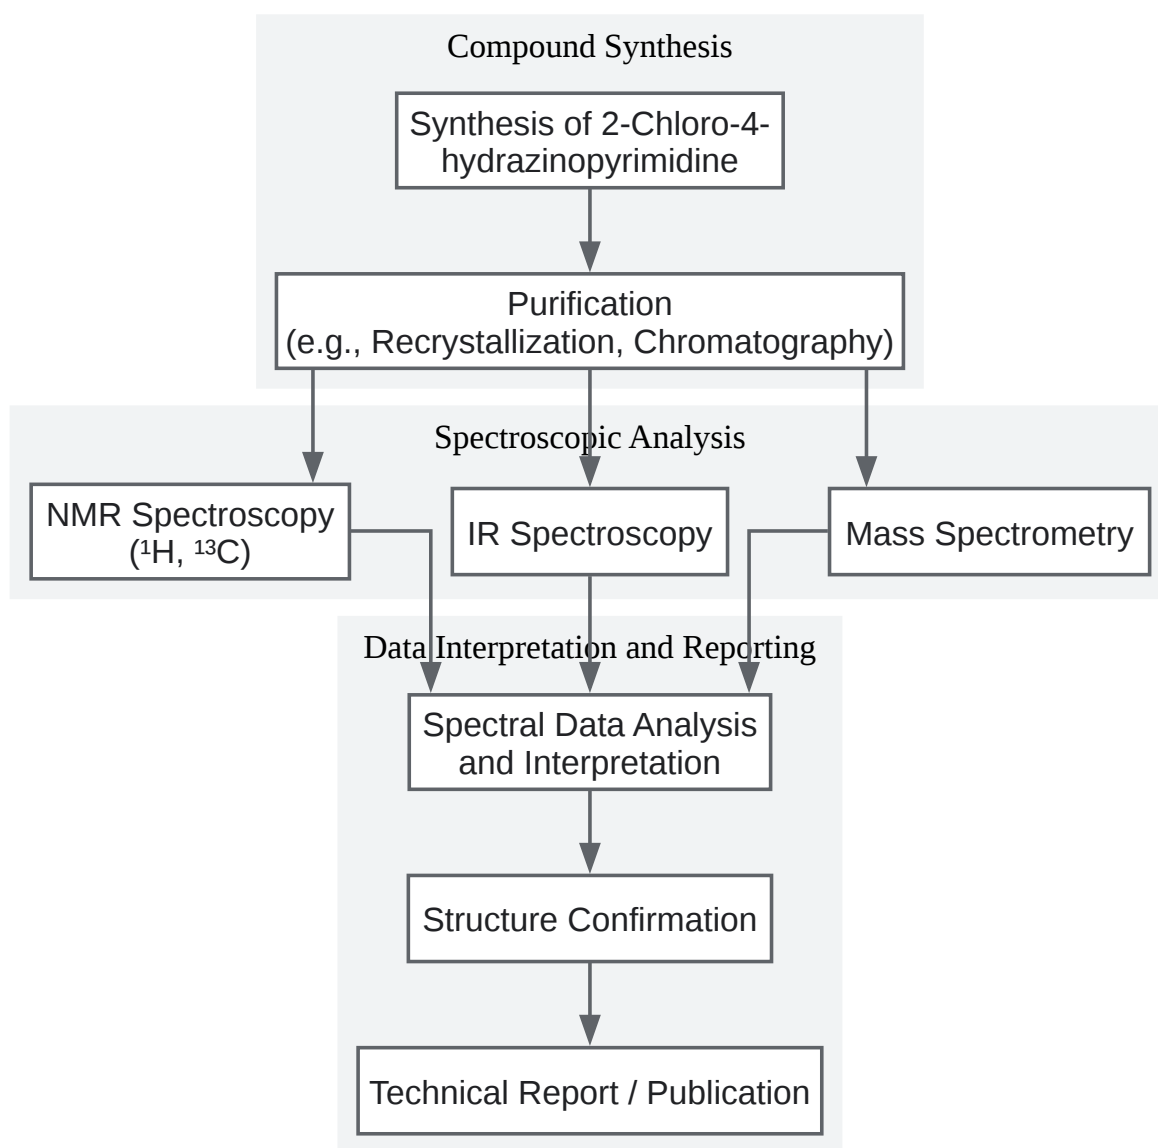 Compound Synthesis
Synthesis of 2-Chloro-4-
hydrazinopyrimidine
Purification
(e.g., Recrystallization, Chromatography)
Spectroscopic Analysis
NMR Spectroscopy
(¹H, ¹³C)
IR Spectroscopy
Mass Spectrometry
Data Interpretation and Reporting
Spectral Data Analysis
and Interpretation
Structure Confirmation
Technical Report / Publication